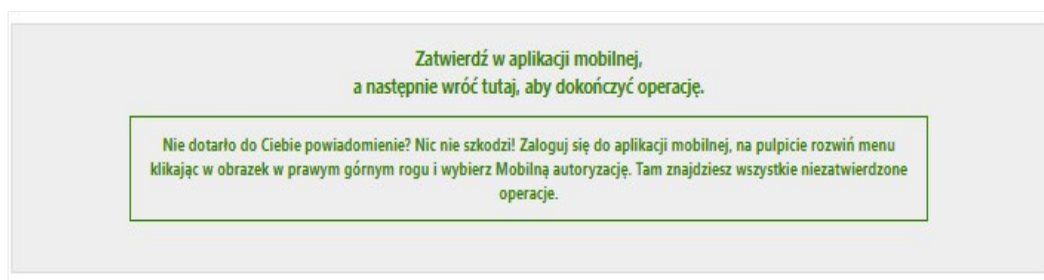 Zatwierdź w aplikacji mobilnej,
a następnie wróć tutaj, aby dokończyć operację.
Nie dotarło do Ciebie powiadomienie? Nic nie szkodzi! Zaloguj się do aplikacji mobilnej, na pulpicie rozwiń menu
klikając w obrazek w prawym górnym rogu i wybierz Mobilną autoryzację. Tam znajdziesz wszystkie niezatwierdzone
operacje.